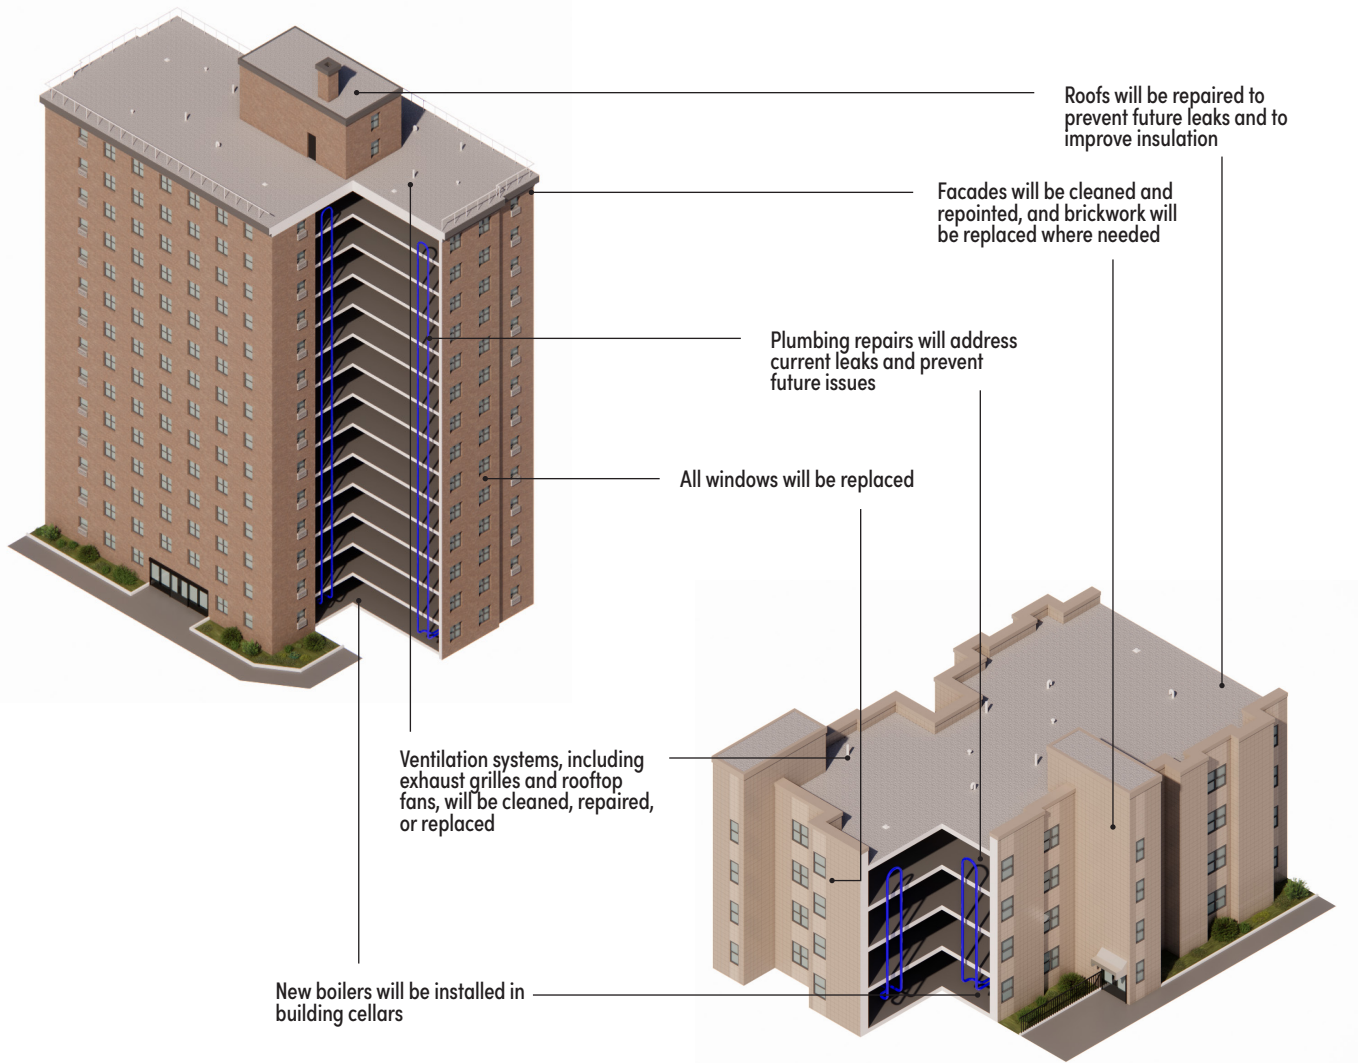 Roofs will be repaired to
prevent future leaks and to
improve insulation
Facades will be cleaned and
repointed, and brickwork will
be replaced where needed
Plumbing repairs will address
current leaks and prevent
future issues
All windows will be replaced
Ventilation systems, including
exhaust grilles and rooftop
fans, will be cleaned, repaired,
or replaced
New boilers will be installed in
building cellars